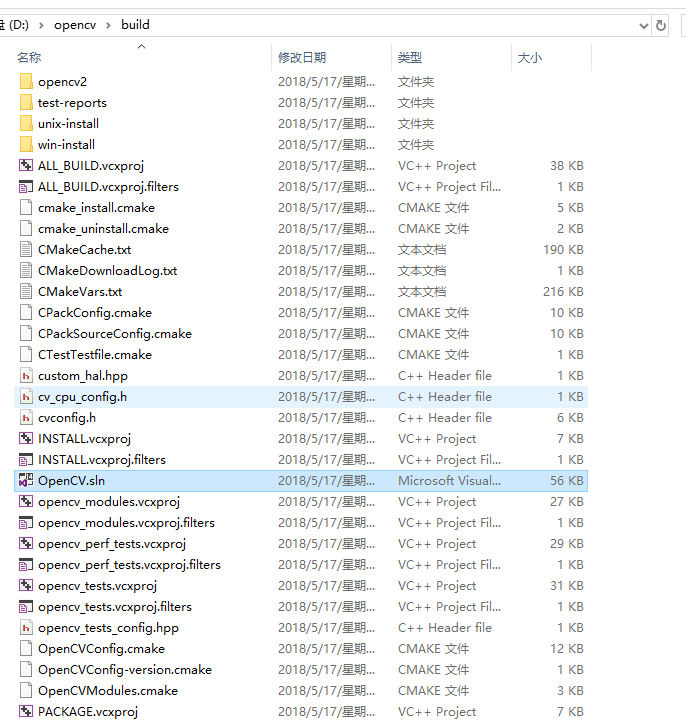 盘 (D:) › opencv › build
名称 修改日期 类型 大小
opencv2 2018/5/17/星期... 文件夹
test-reports 2018/5/17/星期... 文件夹
unix-install 2018/5/17/星期... 文件夹
win-install 2018/5/17/星期... 文件夹
ALL_BUILD.vcxproj 2018/5/17/星期... VC++ Project 38 KB
ALL_BUILD.vcxproj.filters 2018/5/17/星期... VC++ Project Fil... 1 KB
cmake_install.cmake 2018/5/17/星期... CMAKE 文件 5 KB
cmake_uninstall.cmake 2018/5/17/星期... CMAKE 文件 2 KB
CMakeCache.txt 2018/5/17/星期... 文本文档 190 KB
CMakeDownloadLog.txt 2018/5/17/星期... 文本文档 1 KB
CMakeVars.txt 2018/5/17/星期... 文本文档 216 KB
CPackConfig.cmake 2018/5/17/星期... CMAKE 文件 10 KB
CPackSourceConfig.cmake 2018/5/17/星期... CMAKE 文件 10 KB
CTestTestfile.cmake 2018/5/17/星期... CMAKE 文件 1 KB
custom_hal.hpp 2018/5/17/星期... C++ Header file 1 KB
cv_cpu_config.h 2018/5/17/星期... C++ Header file 1 KB
cvconfig.h 2018/5/17/星期... C++ Header file 6 KB
INSTALL.vcxproj 2018/5/17/星期... VC++ Project 7 KB
INSTALL.vcxproj.filters 2018/5/17/星期... VC++ Project Fil... 1 KB
OpenCV.sln 2018/5/17/星期... Microsoft Visual... 56 KB
opencv_modules.vcxproj 2018/5/17/星期... VC++ Project 27 KB
opencv_modules.vcxproj.filters 2018/5/17/星期... VC++ Project Fil... 1 KB
opencv_perf_tests.vcxproj 2018/5/17/星期... VC++ Project 29 KB
opencv_perf_tests.vcxproj.filters 2018/5/17/星期... VC++ Project Fil... 1 KB
opencv_tests.vcxproj 2018/5/17/星期... VC++ Project 31 KB
opencv_tests.vcxproj.filters 2018/5/17/星期... VC++ Project Fil... 1 KB
opencv_tests_config.hpp 2018/5/17/星期... C++ Header file 1 KB
OpenCVConfig.cmake 2018/5/17/星期... CMAKE 文件 12 KB
OpenCVConfig-version.cmake 2018/5/17/星期... CMAKE 文件 1 KB
OpenCVModules.cmake 2018/5/17/星期... CMAKE 文件 3 KB
PACKAGE.vcxproj 2018/5/17/星期... VC++ Project 7 KB